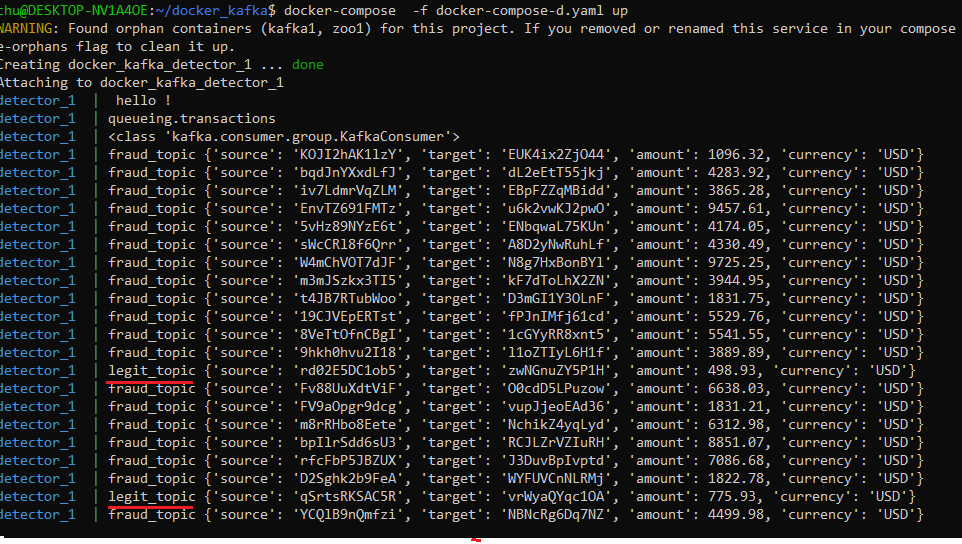 chu@DESKTOP-NV1A4OE:~/docker_kafka$ docker-compose  -f docker-compose-d.yaml up
WARNING: Found orphan containers (kafka1, zoo1) for this project. If you removed or renamed this service in your compose
e-orphans flag to clean it up.
Creating docker_kafka_detector_1 ... done
Attaching to docker_kafka_detector_1
detector_1  |  hello !
detector_1  | queueing.transactions
detector_1  | <class 'kafka.consumer.group.KafkaConsumer'>
detector_1  | fraud_topic {'source': 'KOJI2hAK1lzY', 'target': 'EUK4ix2ZjO44', 'amount': 1096.32, 'currency': 'USD'}
detector_1  | fraud_topic {'source': 'bqdJnYXxdLfJ', 'target': 'dL2eEtT55jkj', 'amount': 4283.92, 'currency': 'USD'}
detector_1  | fraud_topic {'source': 'iv7LdmrVqZLM', 'target': 'EBpFZZqMBidd', 'amount': 3865.28, 'currency': 'USD'}
detector_1  | fraud_topic {'source': 'EnvTZ691FMTz', 'target': 'u6k2vwKJ2pwO', 'amount': 9457.61, 'currency': 'USD'}
detector_1  | fraud_topic {'source': '5vHz89NYzE6t', 'target': 'ENbqwaL75KUn', 'amount': 4174.05, 'currency': 'USD'}
detector_1  | fraud_topic {'source': 'sWcCRl8f6Qrr', 'target': 'A8D2yNwRuhLf', 'amount': 4330.49, 'currency': 'USD'}
detector_1  | fraud_topic {'source': 'W4mChVOT7dJF', 'target': 'N8g7HxBonBYl', 'amount': 9725.25, 'currency': 'USD'}
detector_1  | fraud_topic {'source': 'm3mJSzkx3TI5', 'target': 'kF7dToLhX2ZN', 'amount': 3944.95, 'currency': 'USD'}
detector_1  | fraud_topic {'source': 't4JB7RTubWoo', 'target': 'D3mGI1Y3OLnF', 'amount': 1831.75, 'currency': 'USD'}
detector_1  | fraud_topic {'source': '19CJVEpERTst', 'target': 'fPJnIMfj61cd', 'amount': 5529.76, 'currency': 'USD'}
detector_1  | fraud_topic {'source': '8VeTtOfnCBgI', 'target': '1cGYyRR8xnt5', 'amount': 5541.55, 'currency': 'USD'}
detector_1  | fraud_topic {'source': '9hkh0hvu2I18', 'target': 'l1oZTIyL6H1f', 'amount': 3889.89, 'currency': 'USD'}
detector_1  | legit_topic {'source': 'rd02E5DC1ob5', 'target': 'zwNGnuZY5P1H', 'amount': 498.93, 'currency': 'USD'}
detector_1  | fraud_topic {'source': 'Fv88UuXdtViF', 'target': 'O0cdD5LPuzow', 'amount': 6638.03, 'currency': 'USD'}
detector_1  | fraud_topic {'source': 'FV9aOpgr9dcg', 'target': 'vupJjeoEAd36', 'amount': 1831.21, 'currency': 'USD'}
detector_1  | fraud_topic {'source': 'm8rRHbo8Eete', 'target': 'NchikZ4yqLyd', 'amount': 6312.98, 'currency': 'USD'}
detector_1  | fraud_topic {'source': 'bpIlrSdd6sU3', 'target': 'RCJLZrVZIuRH', 'amount': 8851.07, 'currency': 'USD'}
detector_1  | fraud_topic {'source': 'rfcFbP5JBZUX', 'target': 'J3DuvBpIvptd', 'amount': 7086.68, 'currency': 'USD'}
detector_1  | fraud_topic {'source': 'D2Sghk2b9FeA', 'target': 'WYFUVCnNLRMj', 'amount': 1822.78, 'currency': 'USD'}
detector_1  | legit_topic {'source': 'qSrtsRKSAC5R', 'target': 'vrWyaQYqc1OA', 'amount': 775.93, 'currency': 'USD'}
detector_1  | fraud_topic {'source': 'YCQlB9nQmfzi', 'target': 'NBNcRg6Dq7NZ', 'amount': 4499.98, 'currency': 'USD'}